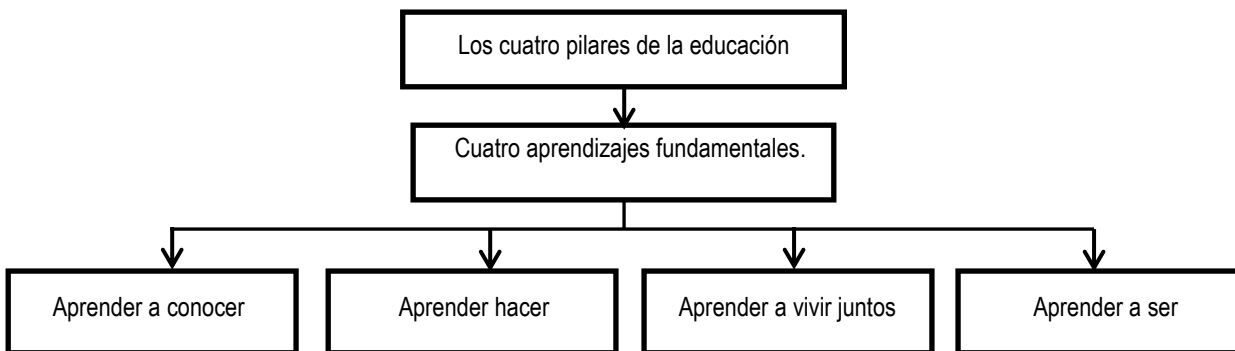 Los cuatro pilares de la educación
Cuatro aprendizajes fundamentales.
Aprender a conocer
Aprender hacer
Aprender a vivir juntos
Aprender a ser